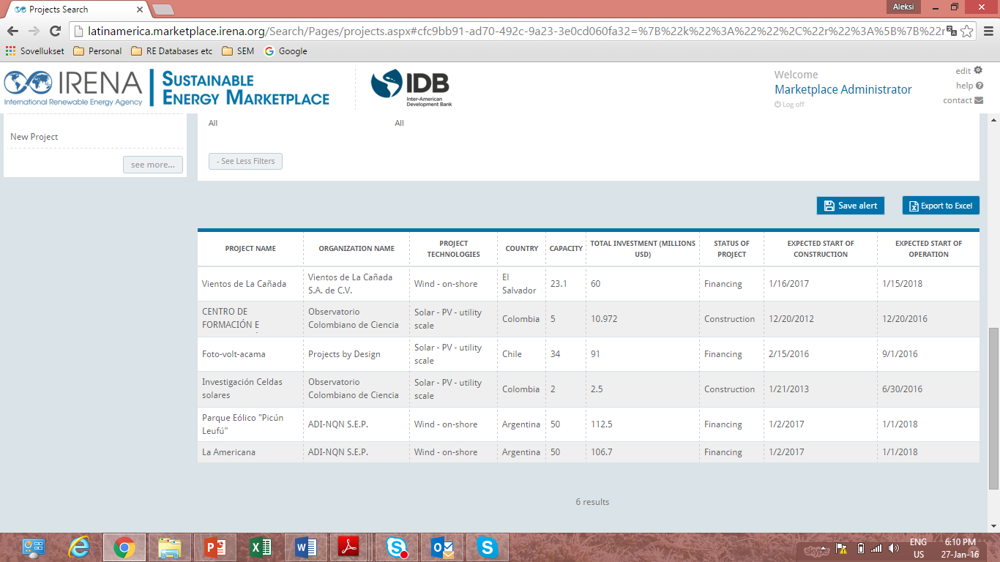 Projects Search
Aleksi
latinamerica.marketplace.irena.org/Search/Pages/projects.aspx#cfc9bb91-ad70-492c-9a23-3e0cd060fa32=%7B%22k%22%3A%22%22%2C%22r%22%3A%5B%7B%22r
Sovellukset Personal RE Databases etc SEM Google
IRENA
International Renewable Energy Agency
SUSTAINABLE
ENERGY MARKETPLACE
IDB
Inter-American
Development Bank
Welcome
Marketplace Administrator
Log off
edit
help
contact
New Project
see more...
All All
- See Less Filters
Save alert Export to Excel
PROJECT NAME ORGANIZATION NAME PROJECT TECHNOLOGIES COUNTRY CAPACITY TOTAL INVESTMENT (MILLIONS USD) STATUS OF PROJECT EXPECTED START OF CONSTRUCTION EXPECTED START OF OPERATION
Vientos de La Cañada Vientos de La Cañada S.A. de C.V. Wind - on-shore El Salvador 23.1 60 Financing 1/16/2017 1/15/2018
CENTRO DE FORMACIÓN E Observatorio Colombiano de Ciencia Solar - PV - utility scale Colombia 5 10.972 Construction 12/20/2012 12/20/2016
Foto-volt-acama Projects by Design Solar - PV - utility scale Chile 34 91 Financing 2/15/2016 9/1/2016
Investigación Celdas solares Observatorio Colombiano de Ciencia Solar - PV - utility scale Colombia 2 2.5 Construction 1/21/2013 6/30/2016
Parque Eólico "Picún Leufú" ADI-NQN S.E.P. Wind - on-shore Argentina 50 112.5 Financing 1/2/2017 1/1/2018
La Americana ADI-NQN S.E.P. Wind - on-shore Argentina 50 106.7 Financing 1/2/2017 1/1/2018
6 results
skype
ENG
US
6:10 PM
27-Jan-16